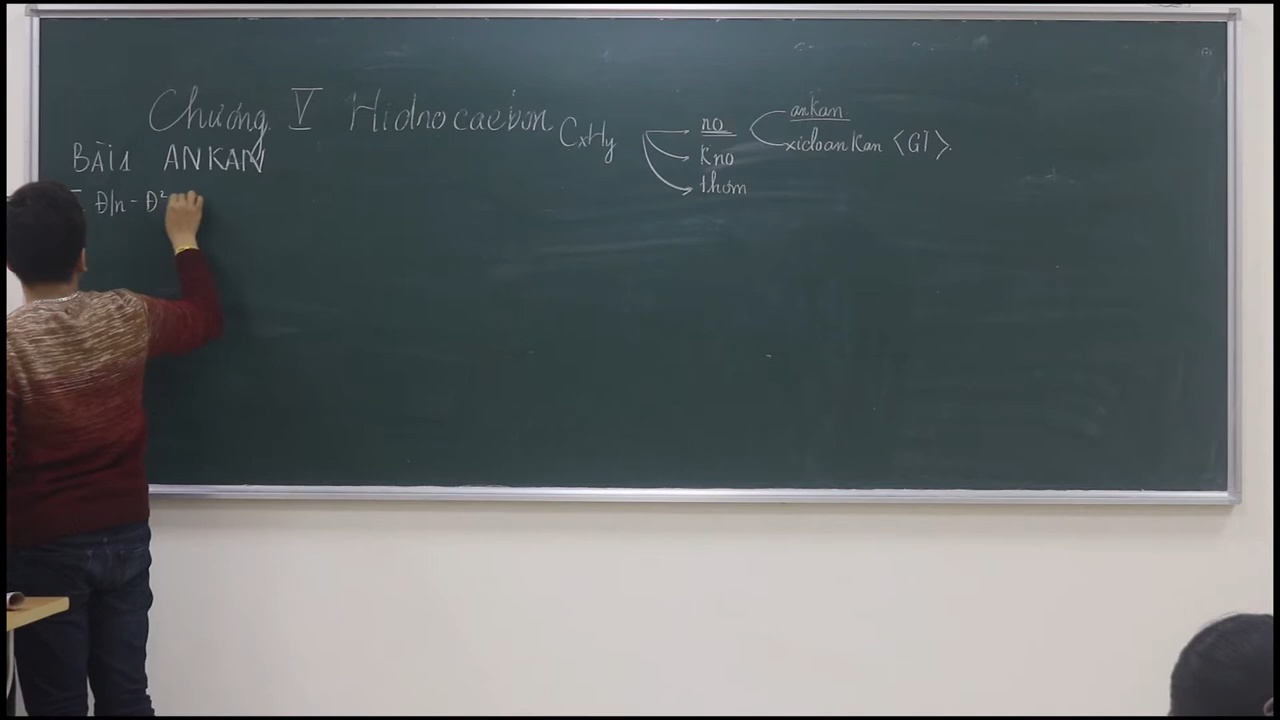 Chương V Hidrocacbon CxHy
no
ankan
xicloankan <GT>.
k no
thơm
Bài 1 ANKAN
I. Đ/n - Đ²